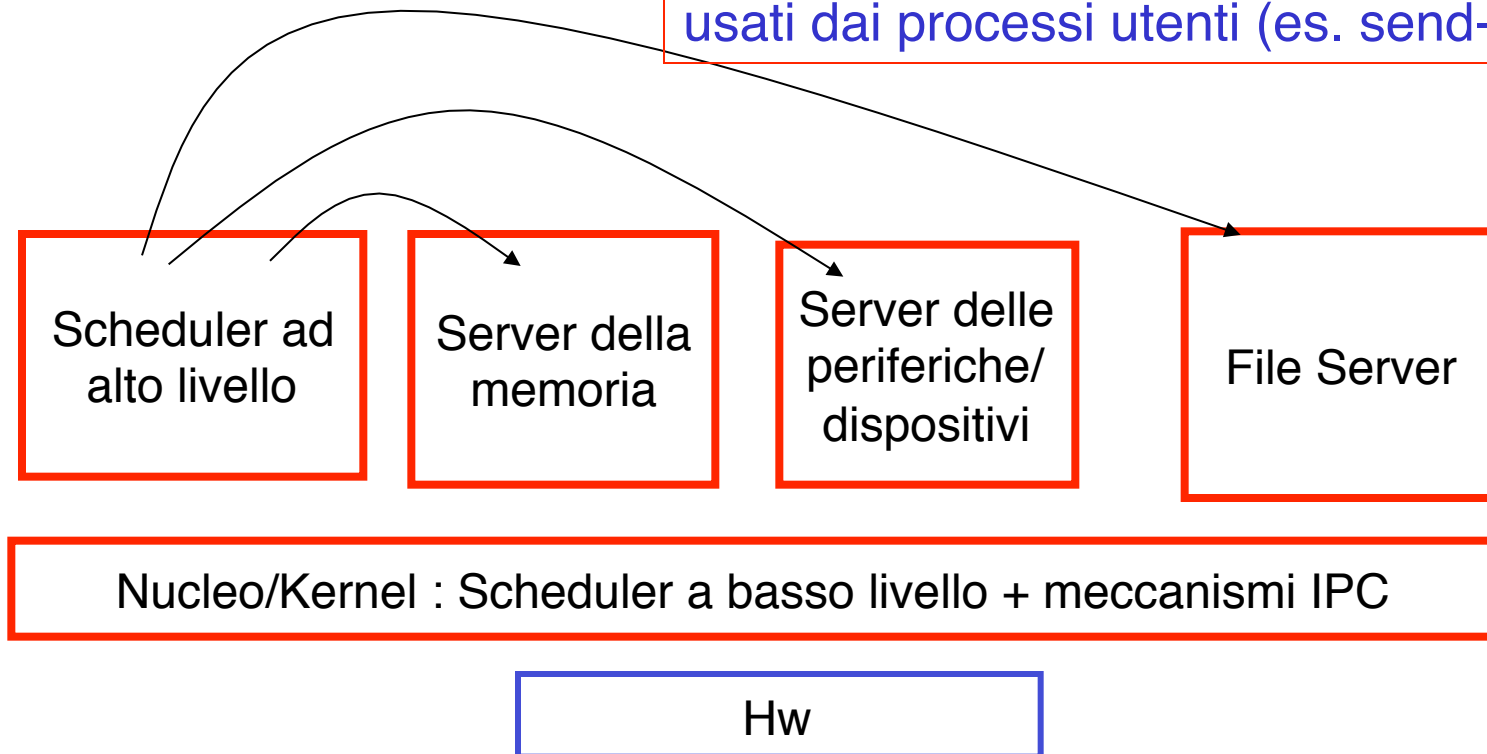 usati dai processi utenti (es. send-
Scheduler ad
alto livello
Server della
memoria
Server delle
periferiche/
dispositivi
File Server
Nucleo/Kernel : Scheduler a basso livello + meccanismi IPC
Hw